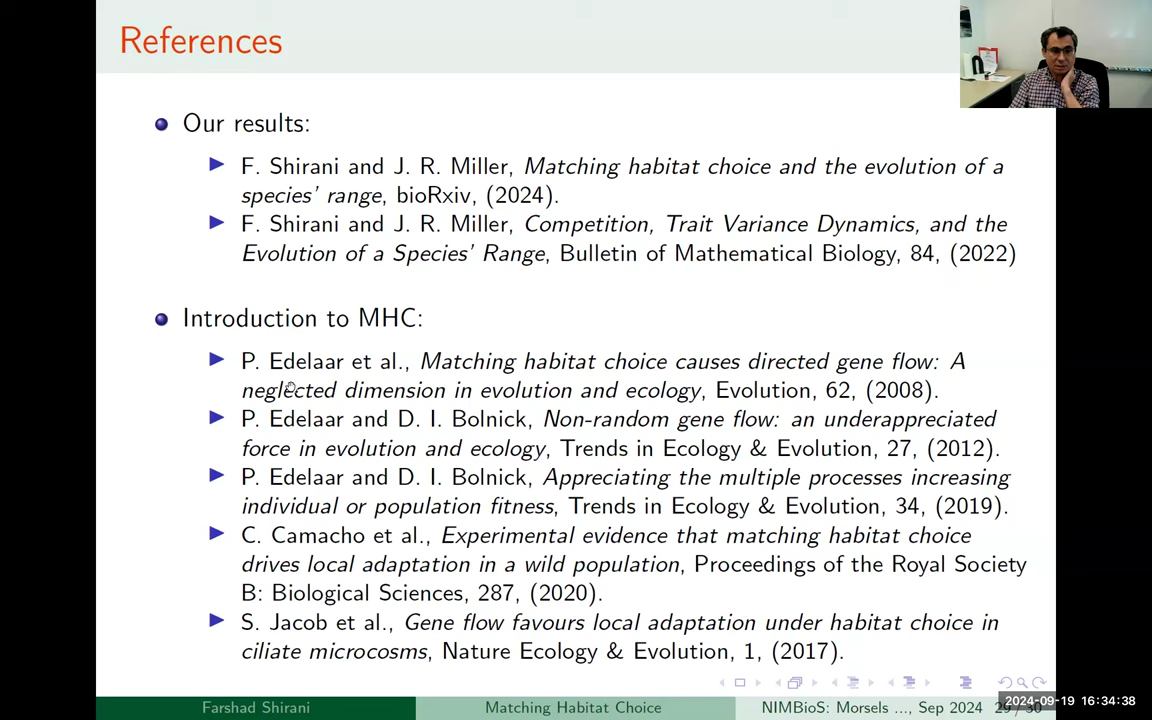 References
Our results:
F. Shirani and J. R. Miller, Matching habitat choice and the evolution of a
species' range, bioRxiv, (2024).
F. Shirani and J. R. Miller, Competition, Trait Variance Dynamics, and the
Evolution of a Species' Range, Bulletin of Mathematical Biology, 84, (2022)
Introduction to MHC:
P. Edelaar et al., Matching habitat choice causes directed gene flow: A
neglected dimension in evolution and ecology, Evolution, 62, (2008).
P. Edelaar and D. I. Bolnick, Non-random gene flow: an underappreciated
force in evolution and ecology, Trends in Ecology & Evolution, 27, (2012).
P. Edelaar and D. I. Bolnick, Appreciating the multiple processes increasing
individual or population fitness, Trends in Ecology & Evolution, 34, (2019).
C. Camacho et al., Experimental evidence that matching habitat choice
drives local adaptation in a wild population, Proceedings of the Royal Society
B: Biological Sciences, 287, (2020).
S. Jacob et al., Gene flow favours local adaptation under habitat choice in
ciliate microcosms, Nature Ecology & Evolution, 1, (2017).
Farshad Shirani Matching Habitat Choice NIMBioS: Morsels ..., Sep 2024
2024-09-19 16:34:38